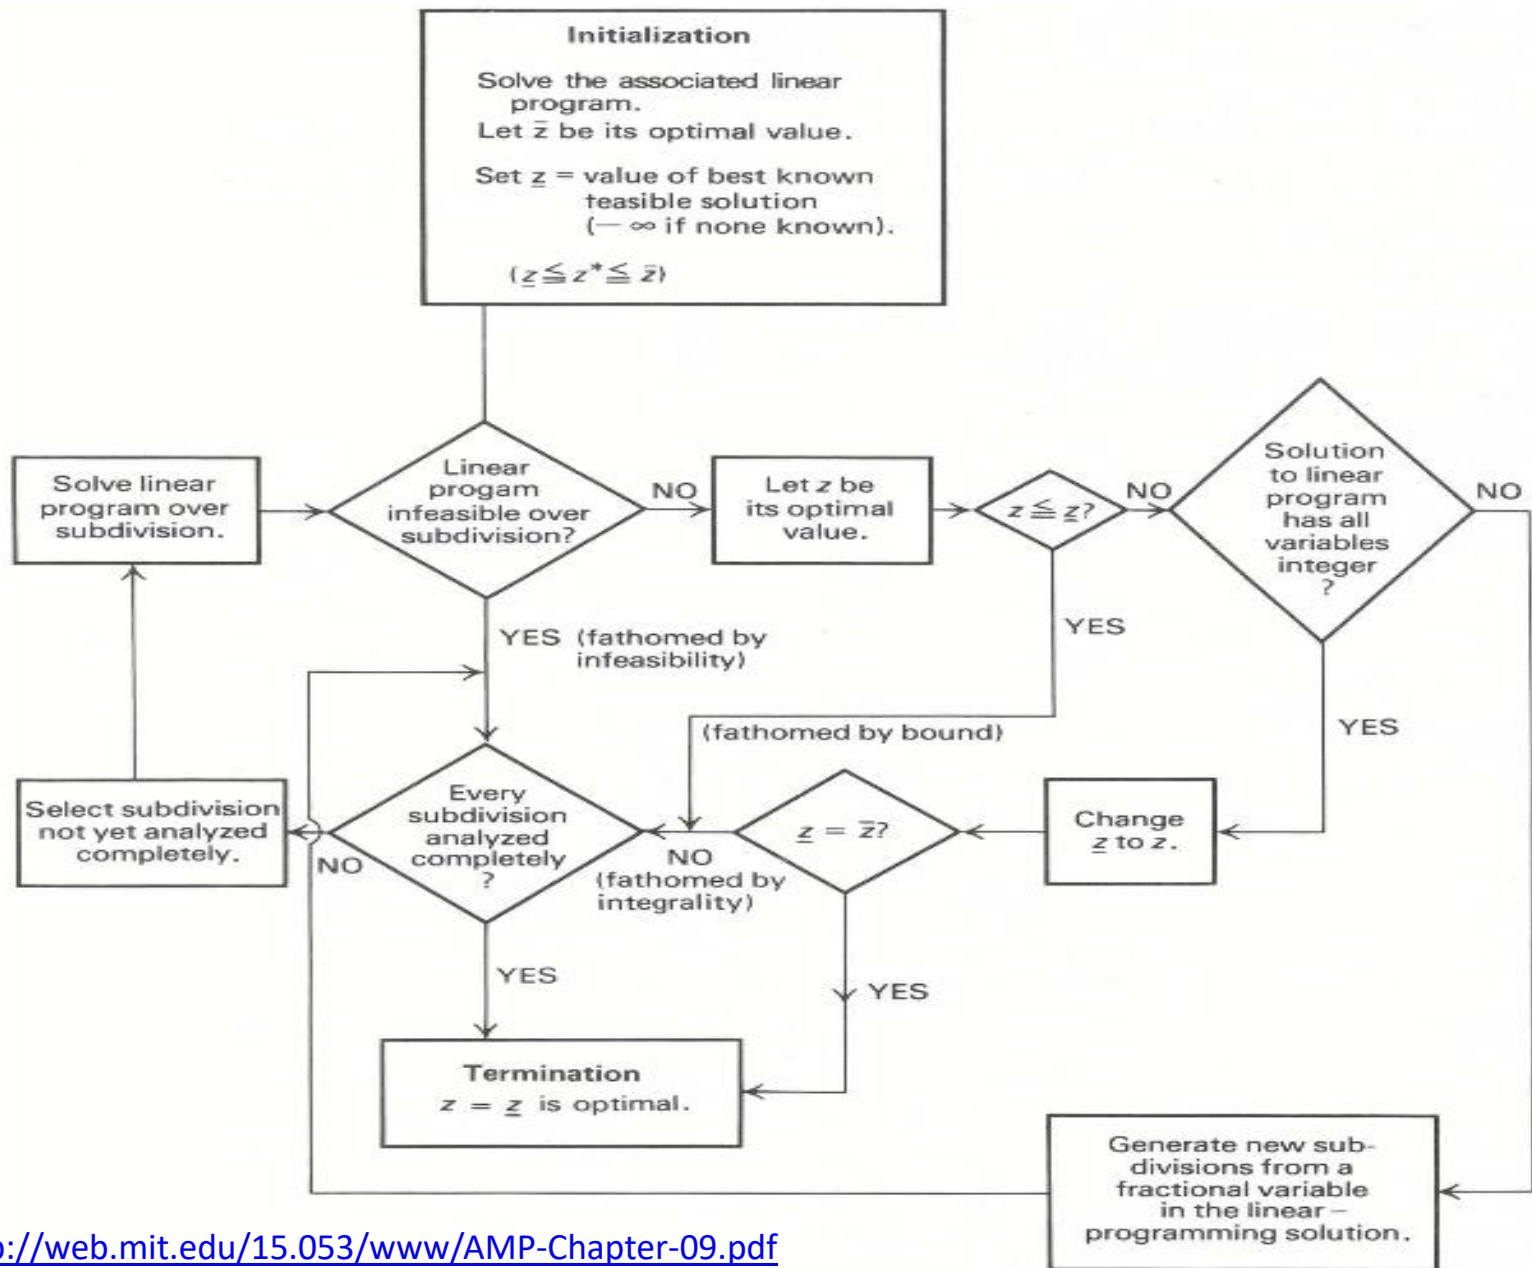 Initialization
Solve the associated linear
program.
Let z̄ be its optimal value.
Set z̲ = value of best known
teasible solution
(− ∞ if none known).
(z̲ ≦ z* ≦ z̄)
Solve linear
program over
subdivision.
Linear
progam
infeasible over
subdivision?
NO
Let z be
its optimal
value.
z ≦ z̲?
NO
Solution
to linear
program
has all
variables
integer
?
NO
YES (fathomed by
infeasibility)
YES
(fathomed by bound)
YES
Select subdivision
not yet analyzed
completely.
NO
Every
subdivision
analyzed
completely
?
NO
(fathomed by
integrality)
z̲ = z̄?
Change
z̲ to z.
YES
YES
Termination
z = z̲ is optimal.
Generate new sub-
divisions from a
fractional variable
in the linear –
programming solution.
p://web.mit.edu/15.053/www/AMP-Chapter-09.pdf